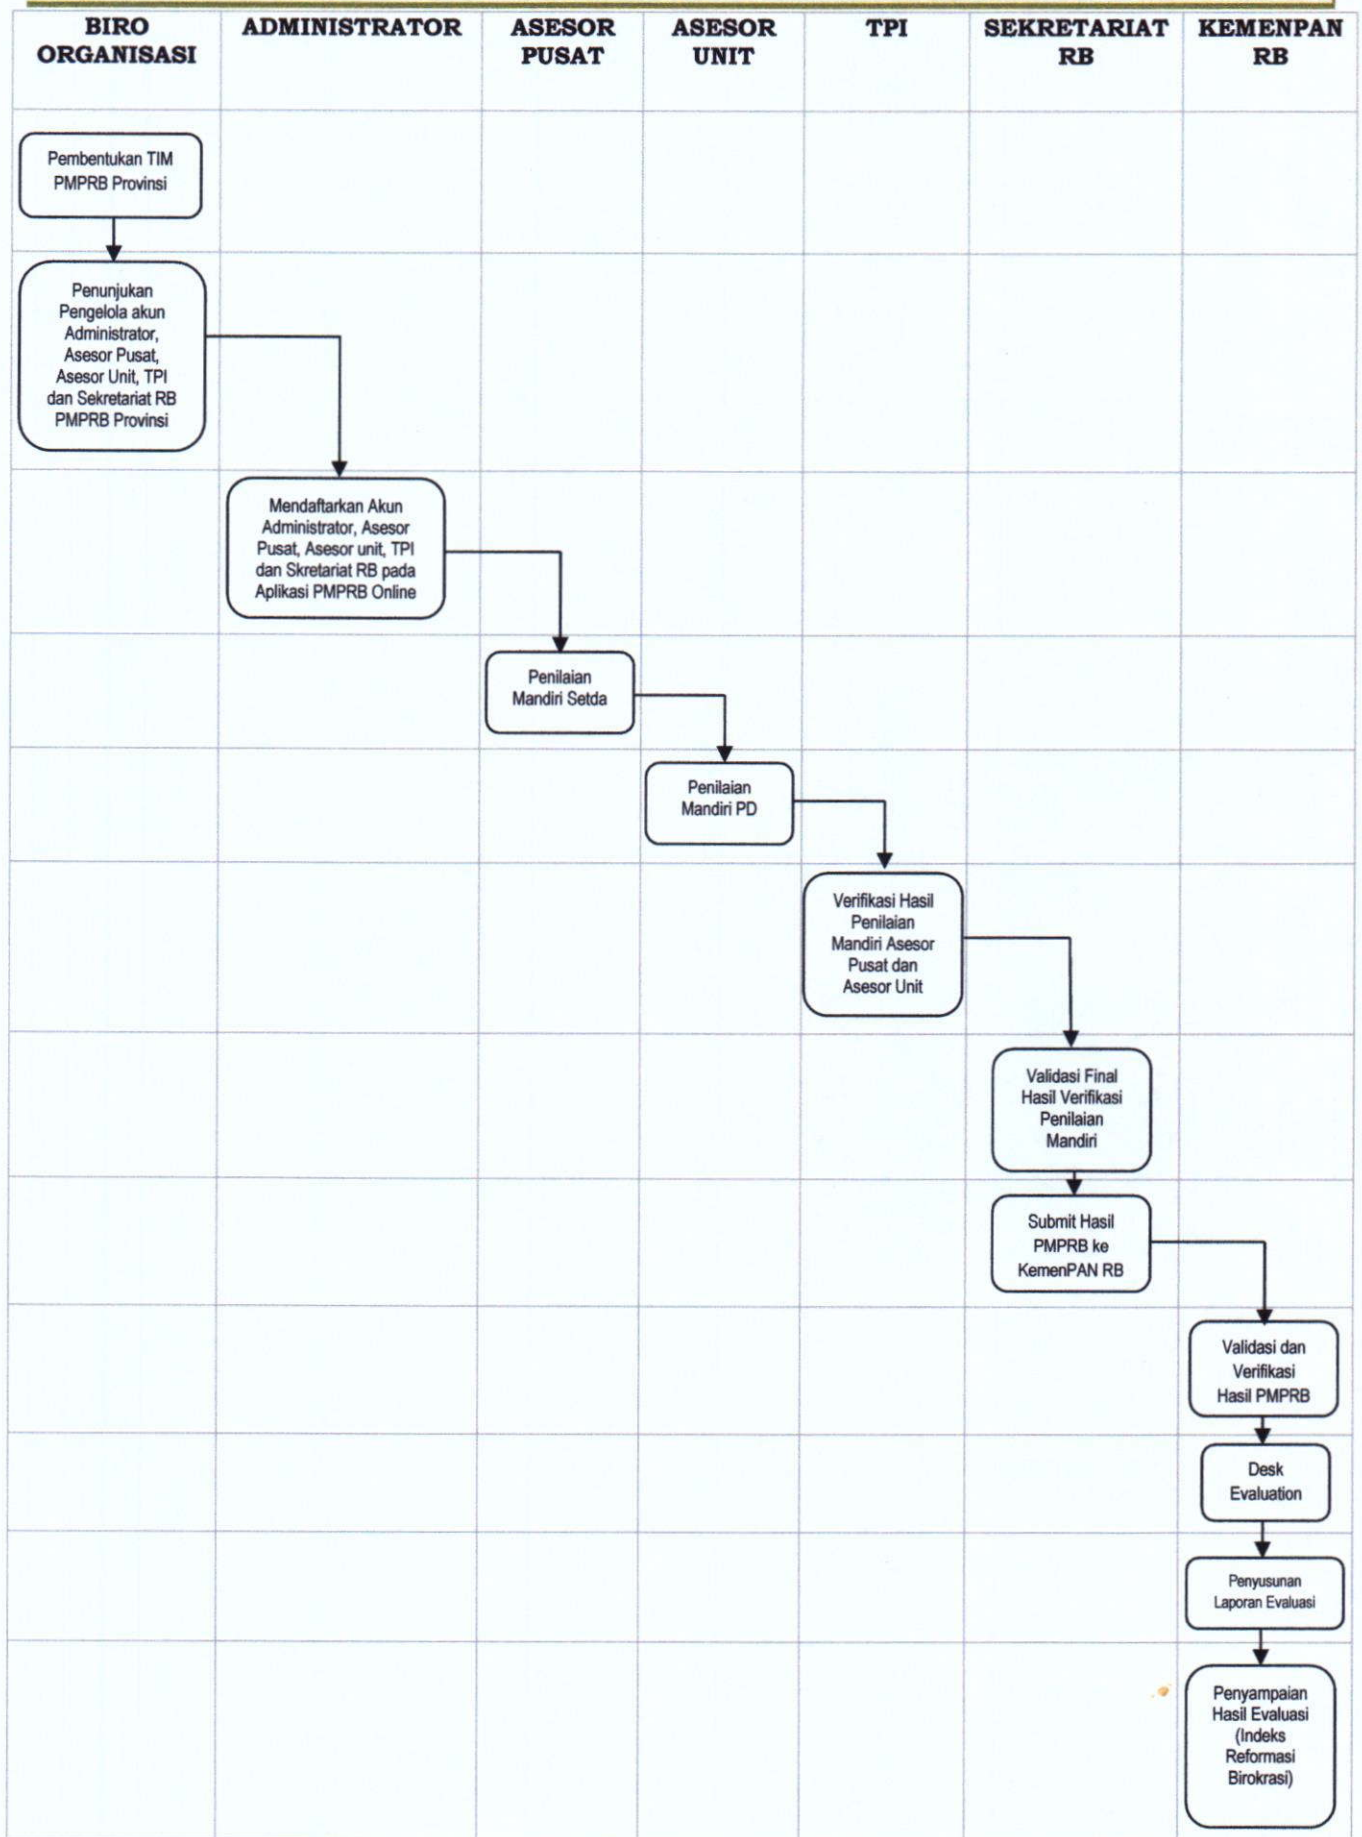 BIRO
ORGANISASI
ADMINISTRATOR
ASESOR
PUSAT
ASESOR
UNIT
TPI
SEKRETARIAT
RB
KEMENPAN
RB
Pembentukan TIM
PMPRB Provinsi
Penunjukan
Pengelola akun
Administrator,
Asesor Pusat,
Asesor Unit, TPI
dan Sekretariat RB
PMPRB Provinsi
Mendaftarkan Akun
Administrator, Asesor
Pusat, Asesor unit, TPI
dan Skretariat RB pada
Aplikasi PMPRB Online
Penilaian
Mandiri Setda
Penilaian
Mandiri PD
Verifikasi Hasil
Penilaian
Mandiri Asesor
Pusat dan
Asesor Unit
Validasi Final
Hasil Verifikasi
Penilaian
Mandiri
Submit Hasil
PMPRB ke
KemenPAN RB
Validasi dan
Verifikasi
Hasil PMPRB
Desk
Evaluation
Penyusunan
Laporan Evaluasi
Penyampaian
Hasil Evaluasi
(Indeks
Reformasi
Birokrasi)